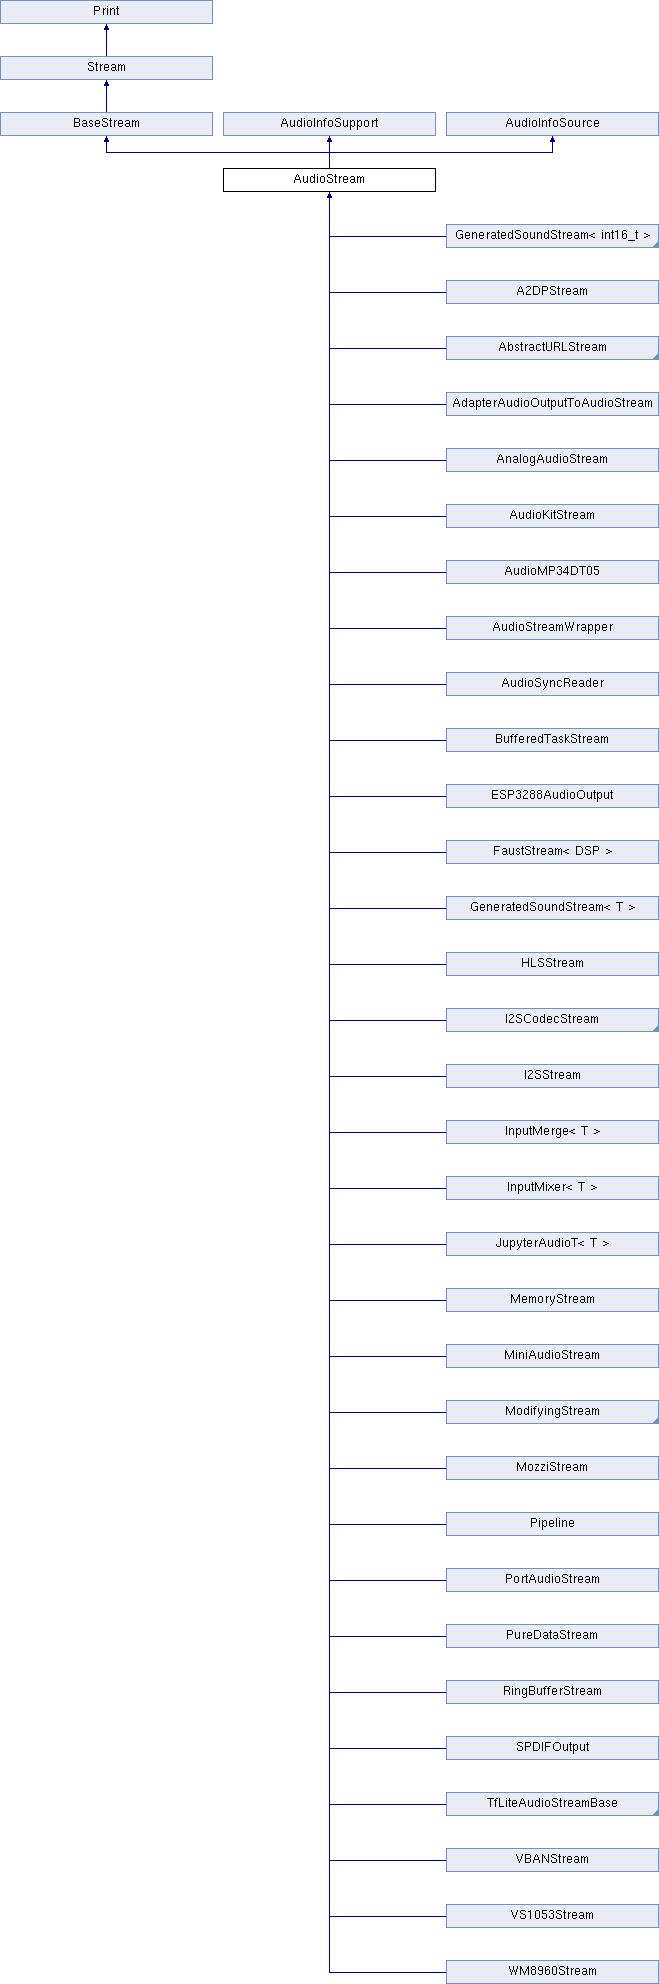 Print
Stream
BaseStream
AudioInfoSupport
AudioInfoSource
AudioStream
GeneratedSoundStream< int16_t >
A2DPStream
AbstractURLStream
AdapterAudioOutputToAudioStream
AnalogAudioStream
AudioKitStream
AudioMP34DT05
AudioStreamWrapper
AudioSyncReader
BufferedTaskStream
ESP3288AudioOutput
FaustStream< DSP >
GeneratedSoundStream< T >
HLSStream
I2SCodecStream
I2SStream
InputMerge< T >
InputMixer< T >
JupyterAudioT< T >
MemoryStream
MiniAudioStream
ModifyingStream
MozziStream
Pipeline
PortAudioStream
PureDataStream
RingBufferStream
SPDIFOutput
TfLiteAudioStreamBase
VBANStream
VS1053Stream
WM8960Stream